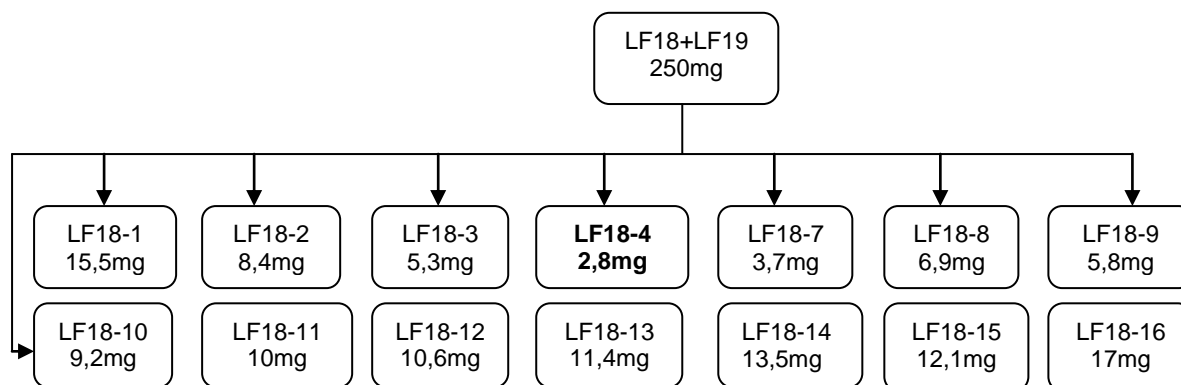 LF18+LF19
250mg
LF18-1
15,5mg
LF18-2
8,4mg
LF18-3
5,3mg
LF18-4
2,8mg
LF18-7
3,7mg
LF18-8
6,9mg
LF18-9
5,8mg
LF18-10
9,2mg
LF18-11
10mg
LF18-12
10,6mg
LF18-13
11,4mg
LF18-14
13,5mg
LF18-15
12,1mg
LF18-16
17mg